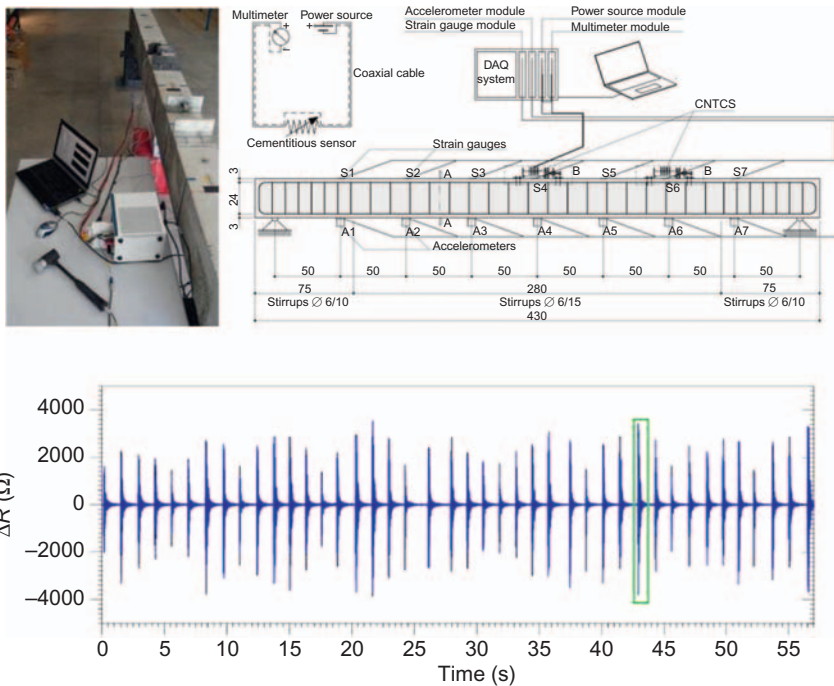 Multimeter Power source
+ +
–
Coaxial cable
Cementitious sensor
Accelerometer module
Strain gauge module
Power source module
Multimeter module
DAQ
system
CNTCS
Strain gauges
S1 S2 A S3 S4 B S5 S6 B S7
3
24
3
A
A1 A2 A3 A4 A5 A6 A7
Accelerometers
50 50 50 50 50 50 50 50
75 280 75
Stirrups Ø 6/10 Stirrups Ø 6/15 Stirrups Ø 6/10
430
4000
2000
0
–2000
–4000
ΔR (Ω)
0 5 10 15 20 25 30 35 40 45 50 55
Time (s)